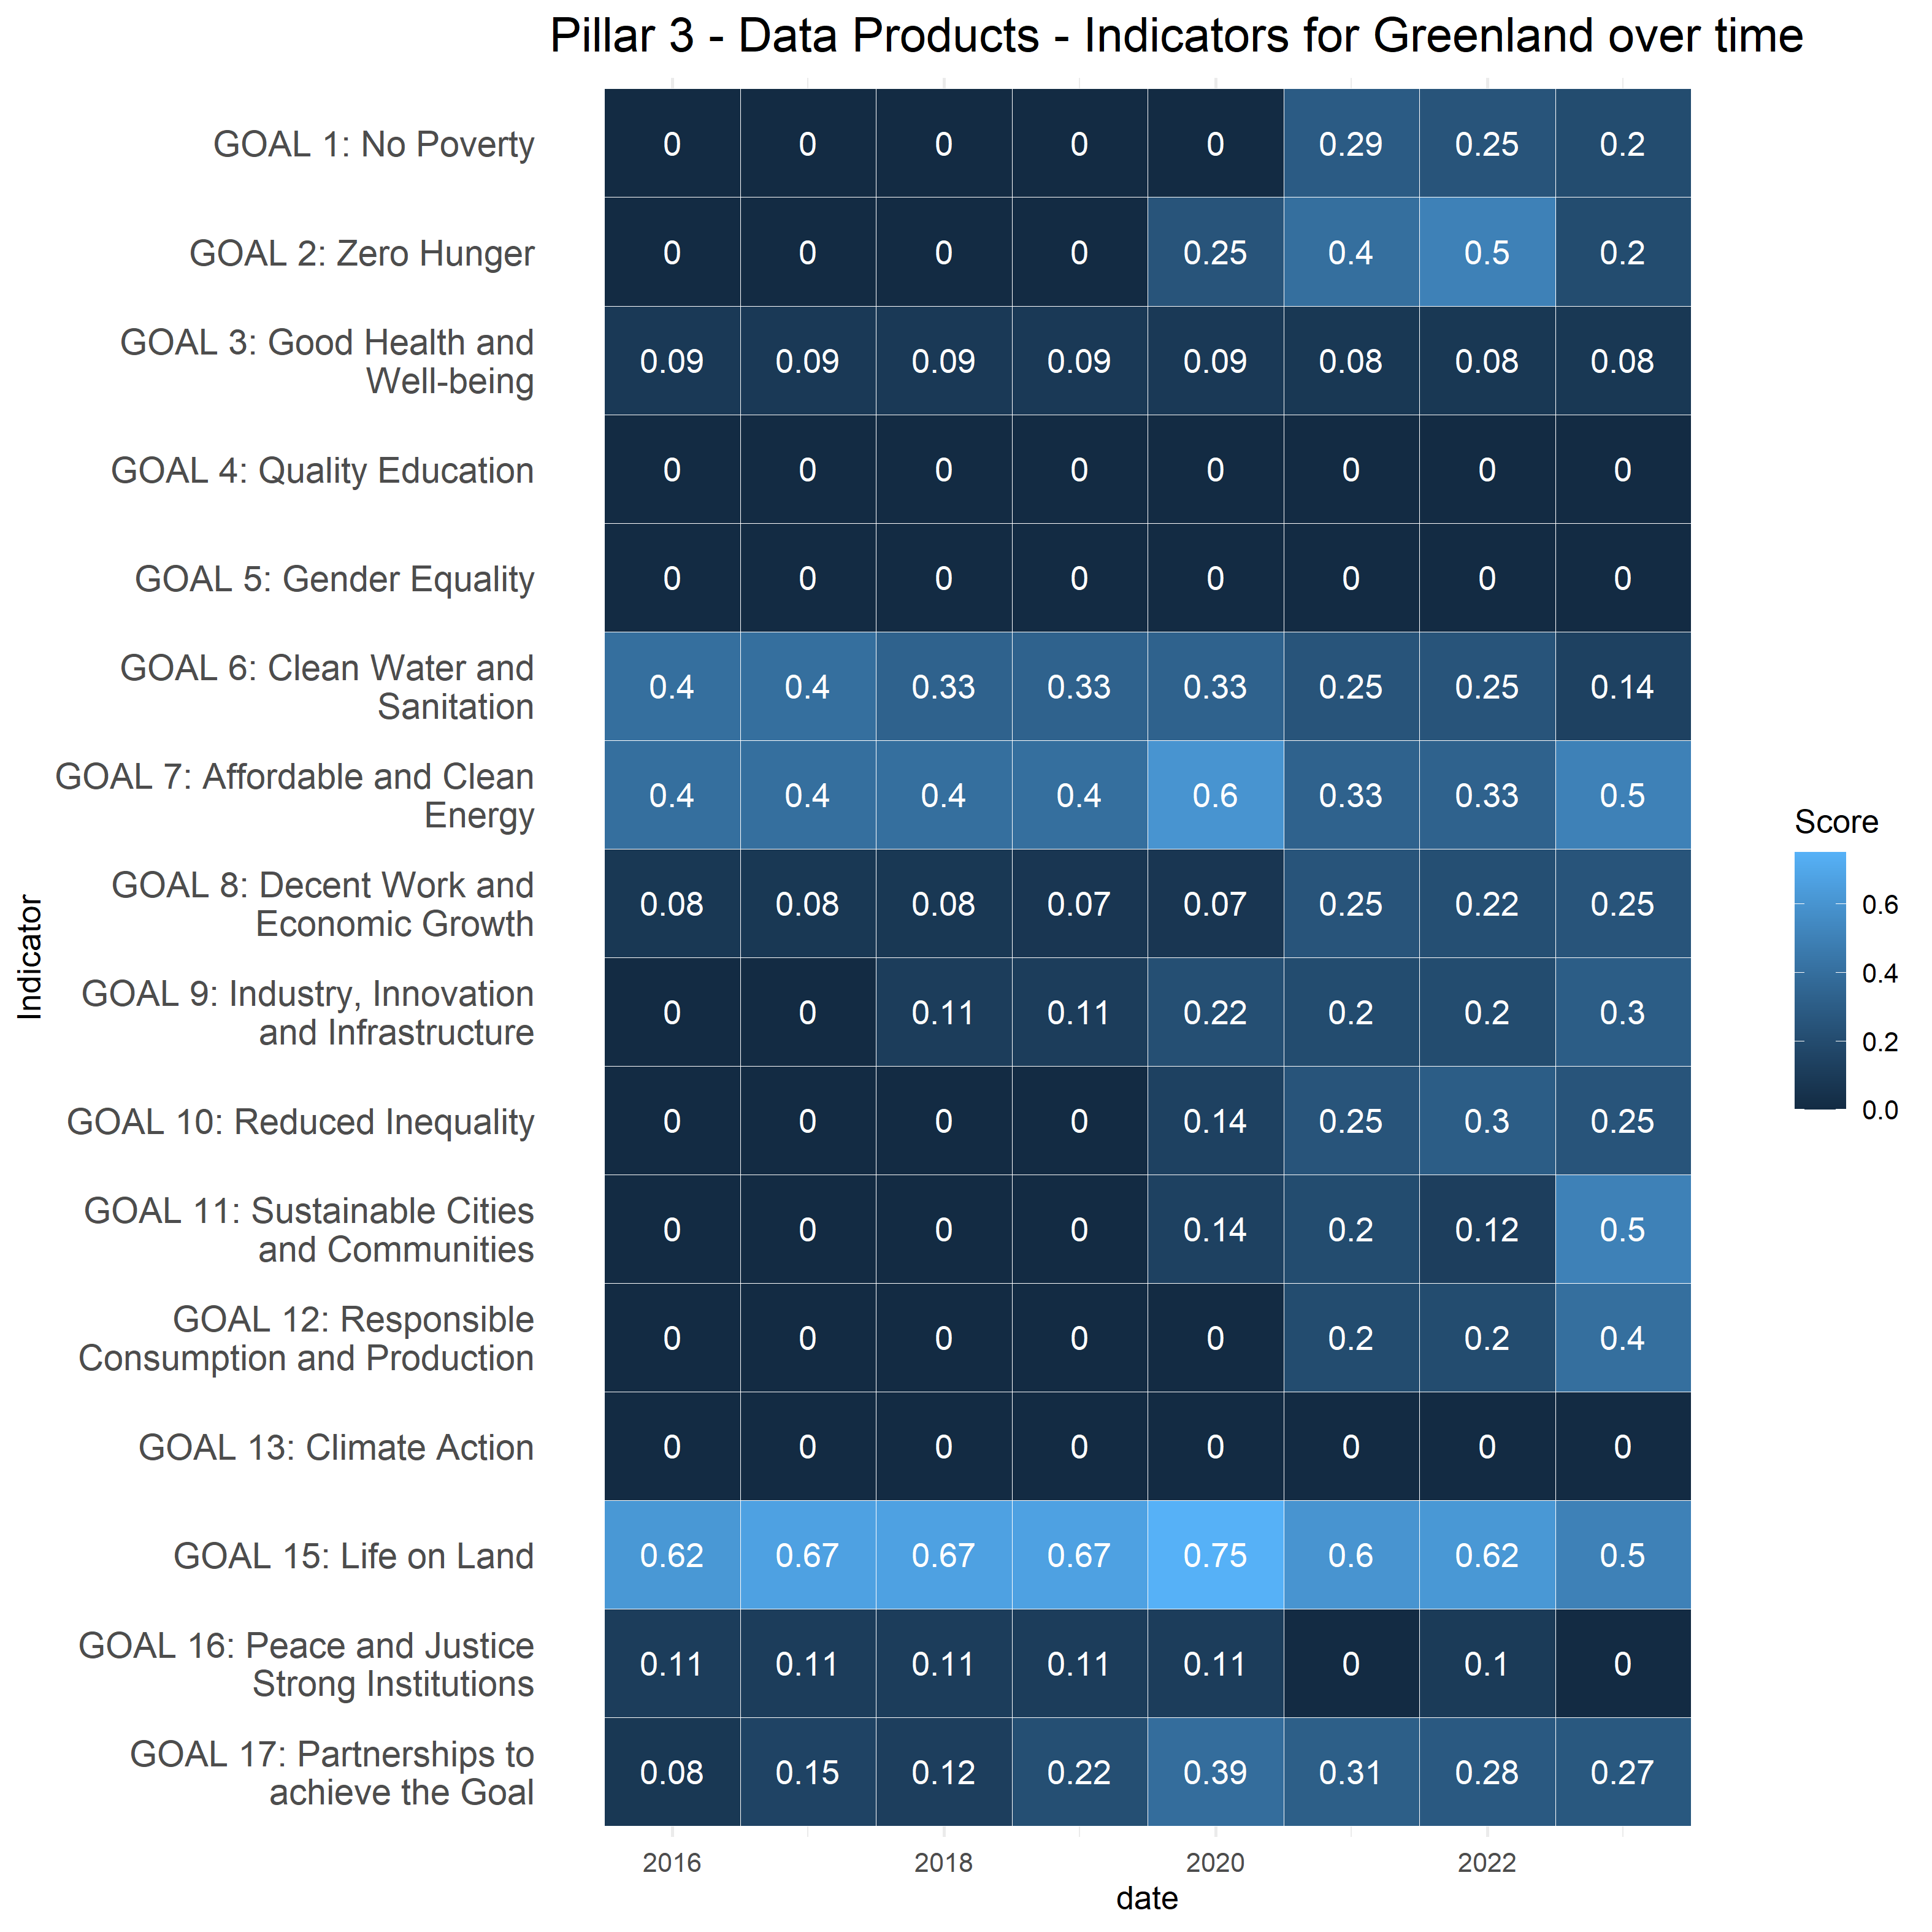 Pillar 3 - Data Products - Indicators for Greenland over time
GOAL 1: No Poverty
0 0 0 0 0 0.29 0.25 0.2
GOAL 2: Zero Hunger
0 0 0 0 0.25 0.4 0.5 0.2
GOAL 3: Good Health and
Well-being
0.09 0.09 0.09 0.09 0.09 0.08 0.08 0.08
GOAL 4: Quality Education
0 0 0 0 0 0 0 0
GOAL 5: Gender Equality
0 0 0 0 0 0 0 0
GOAL 6: Clean Water and
Sanitation
0.4 0.4 0.33 0.33 0.33 0.25 0.25 0.14
GOAL 7: Affordable and Clean
Energy
0.4 0.4 0.4 0.4 0.6 0.33 0.33 0.5
GOAL 8: Decent Work and
Economic Growth
0.08 0.08 0.08 0.07 0.07 0.25 0.22 0.25
GOAL 9: Industry, Innovation
and Infrastructure
0 0 0.11 0.11 0.22 0.2 0.2 0.3
GOAL 10: Reduced Inequality
0 0 0 0 0.14 0.25 0.3 0.25
GOAL 11: Sustainable Cities
and Communities
0 0 0 0 0.14 0.2 0.12 0.5
GOAL 12: Responsible
Consumption and Production
0 0 0 0 0 0.2 0.2 0.4
GOAL 13: Climate Action
0 0 0 0 0 0 0 0
GOAL 15: Life on Land
0.62 0.67 0.67 0.67 0.75 0.6 0.62 0.5
GOAL 16: Peace and Justice
Strong Institutions
0.11 0.11 0.11 0.11 0.11 0 0.1 0
GOAL 17: Partnerships to
achieve the Goal
0.08 0.15 0.12 0.22 0.39 0.31 0.28 0.27
2016 2018 2020 2022
date
Indicator
Score
0.6
0.4
0.2
0.0